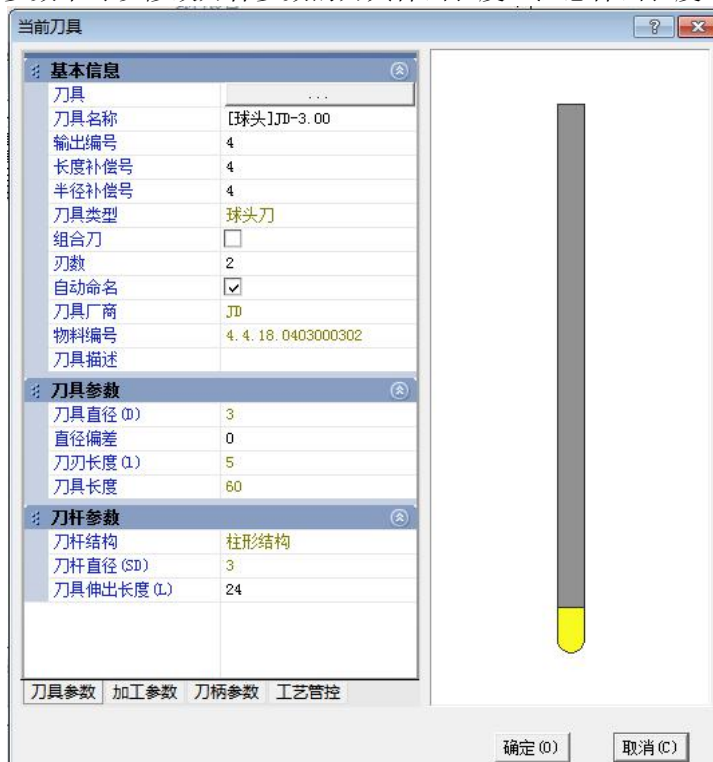 当前刀具
基本信息
刀具 ...
刀具名称 [球头]JD-3.00
输出编号 4
长度补偿号 4
半径补偿号 4
刀具类型 球头刀
组合刀
刃数 2
自动命名
刀具厂商 JD
物料编号 4.4.18.0403000302
刀具描述
刀具参数
刀具直径(D) 3
直径偏差 0
刀刃长度(l) 5
刀具长度 60
刀杆参数
刀杆结构 柱形结构
刀杆直径(SD) 3
刀具伸出长度(L) 24
刀具参数 加工参数 刀柄参数 工艺管控
确定(O) 取消(C)